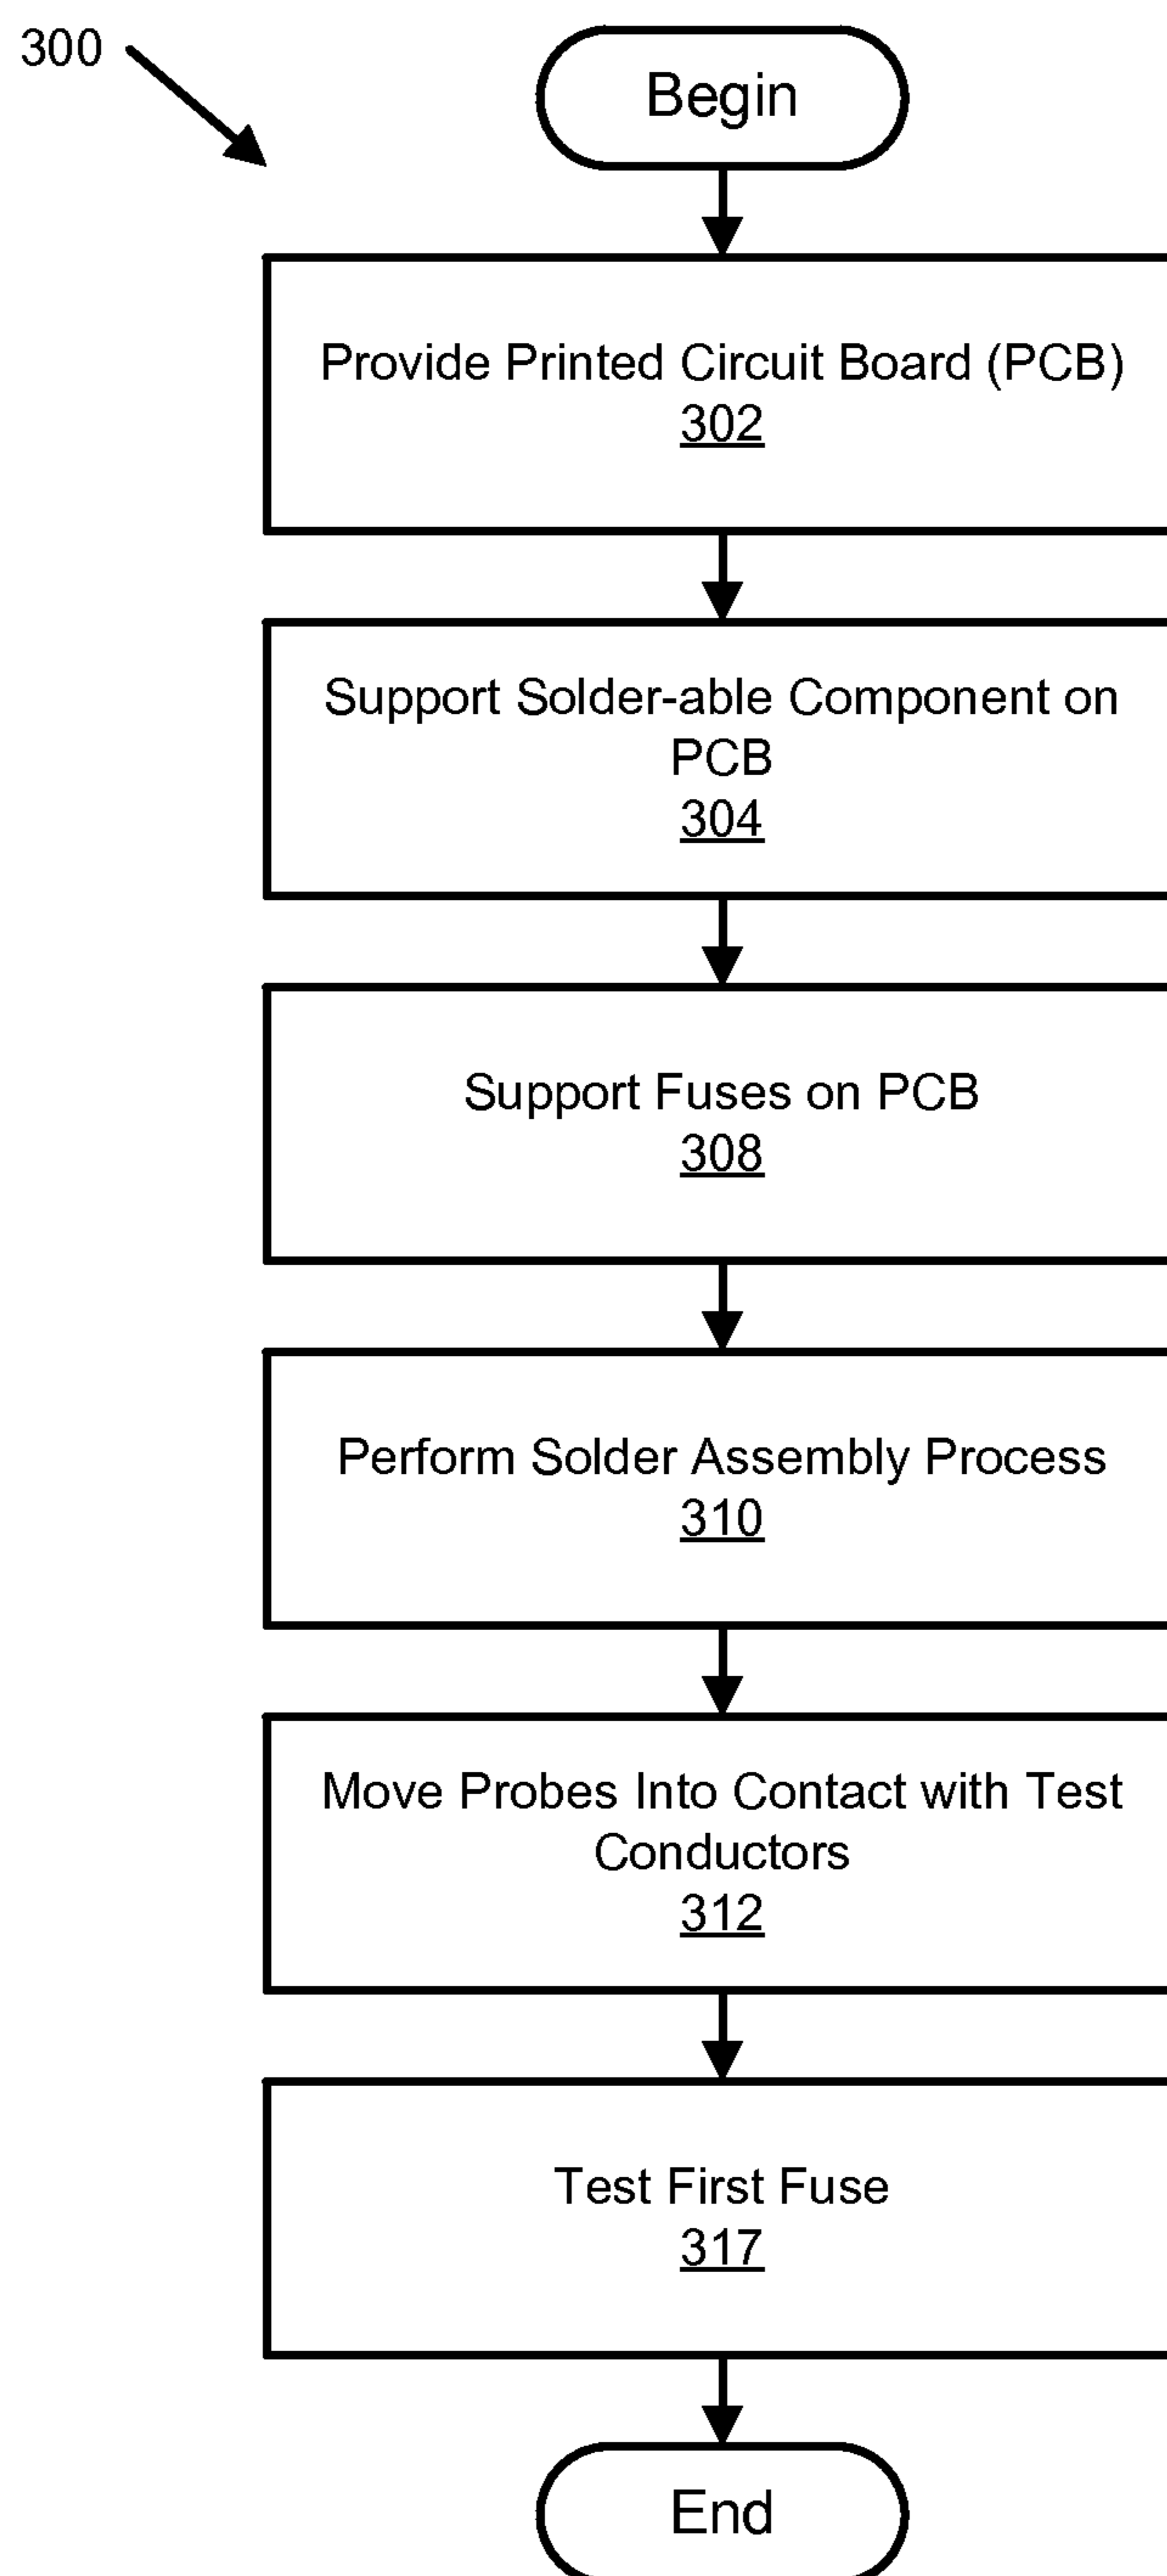 300
Begin
Provide Printed Circuit Board (PCB)
302
Support Solder-able Component on
PCB
304
Support Fuses on PCB
308
Perform Solder Assembly Process
310
Move Probes Into Contact with Test
Conductors
312
Test First Fuse
317
End